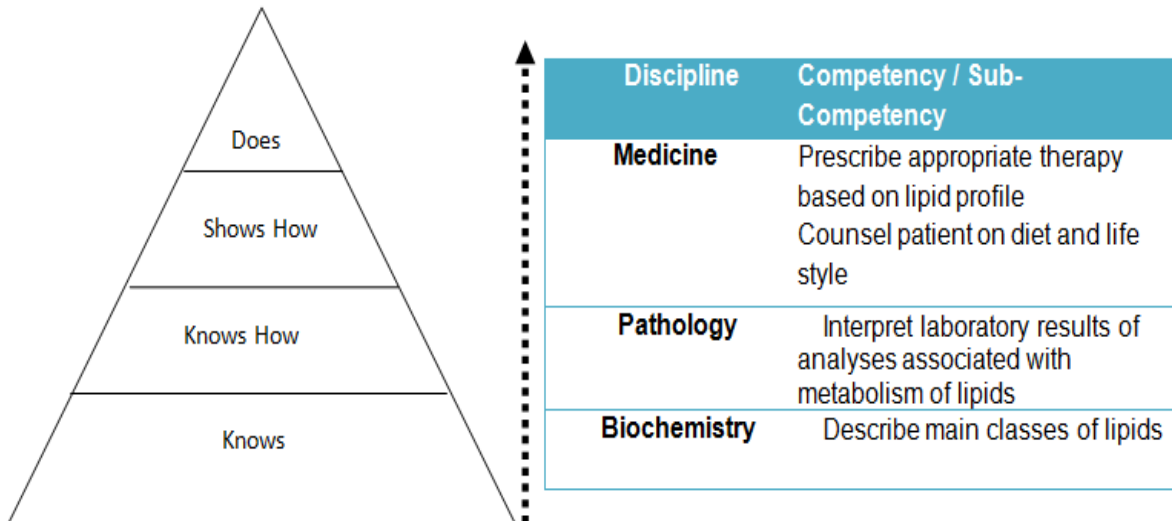 Does
Shows How
Knows How
Knows
Discipline
Competency / Sub-
Competency
Medicine
Prescribe appropriate therapy
based on lipid profile
Counsel patient on diet and life
style
Pathology
Interpret laboratory results of
analyses associated with
metabolism of lipids
Biochemistry
Describe main classes of lipids